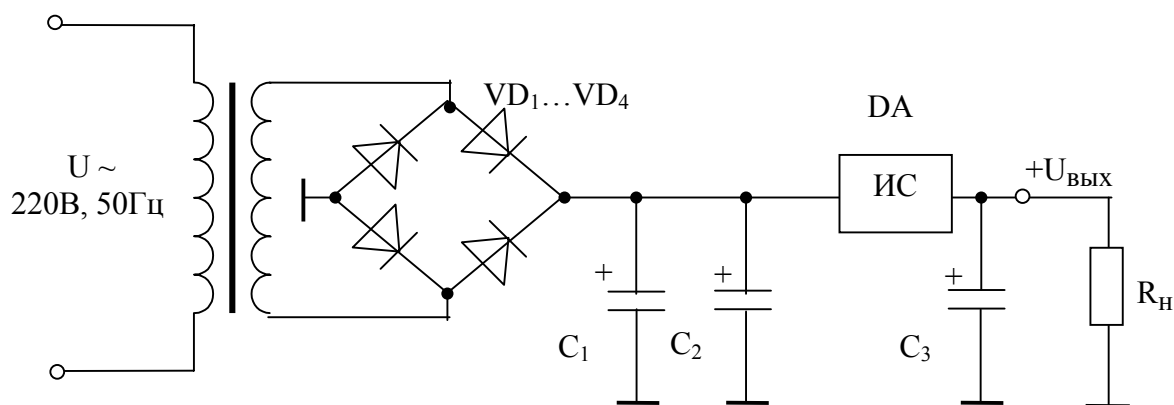 U ~
220В, 50Гц
VD₁…VD₄
DA
ИС
+Uвых
+
C₁
+
C₂
+
C₃
Rн